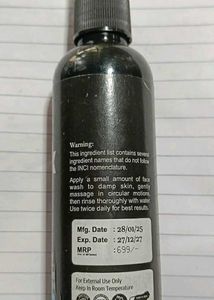 Warning:
This ingredient list contains several
ingredient names that do not follow
the INCI nomenclature.
Apply a small amount of face
wash to damp skin, gently
massage in circular motions,
then rinse thoroughly with water.
Use twice daily for best results.
Mfg. Date : 28/01/25
Exp. Date : 27/12/27
MRP : 699/-
For External Use Only
Keep In Room Temperature